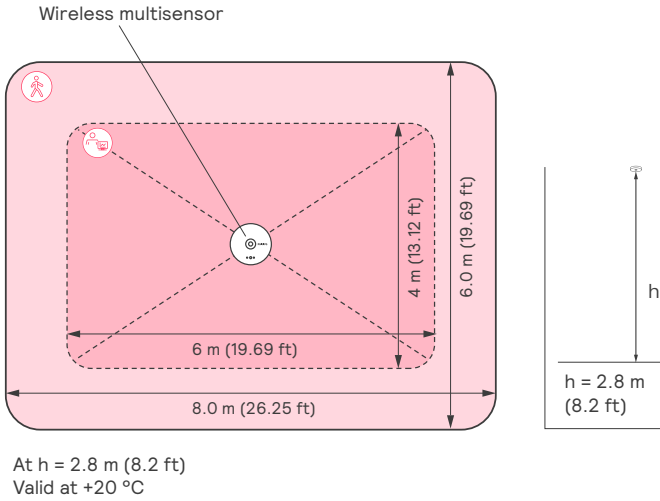 Wireless multisensor
4 m (13.12 ft)
6.0 m (19.69 ft)
6 m (19.69 ft)
8.0 m (26.25 ft)
h
h = 2.8 m
(8.2 ft)
At h = 2.8 m (8.2 ft)
Valid at +20 °C